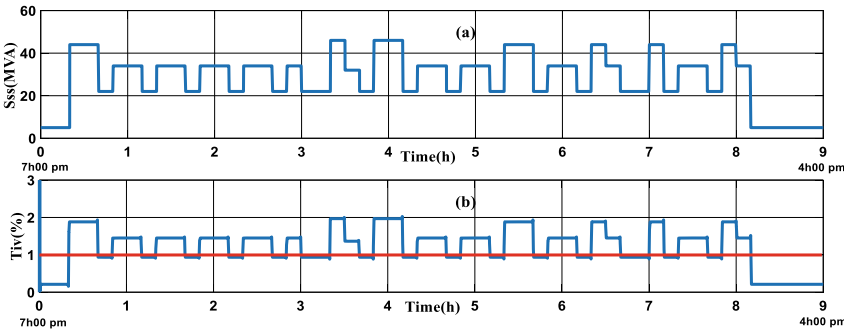 60
(a)
40
Sss(MVA)
20
0
0 1 2 3 4 5 6 7 8 9
Time(h)
7h00 pm 4h00 pm
3
(b)
2
Tiv(%)
1
0
0 1 2 3 4 5 6 7 8 9
Time(h)
7h00 pm 4h00 pm